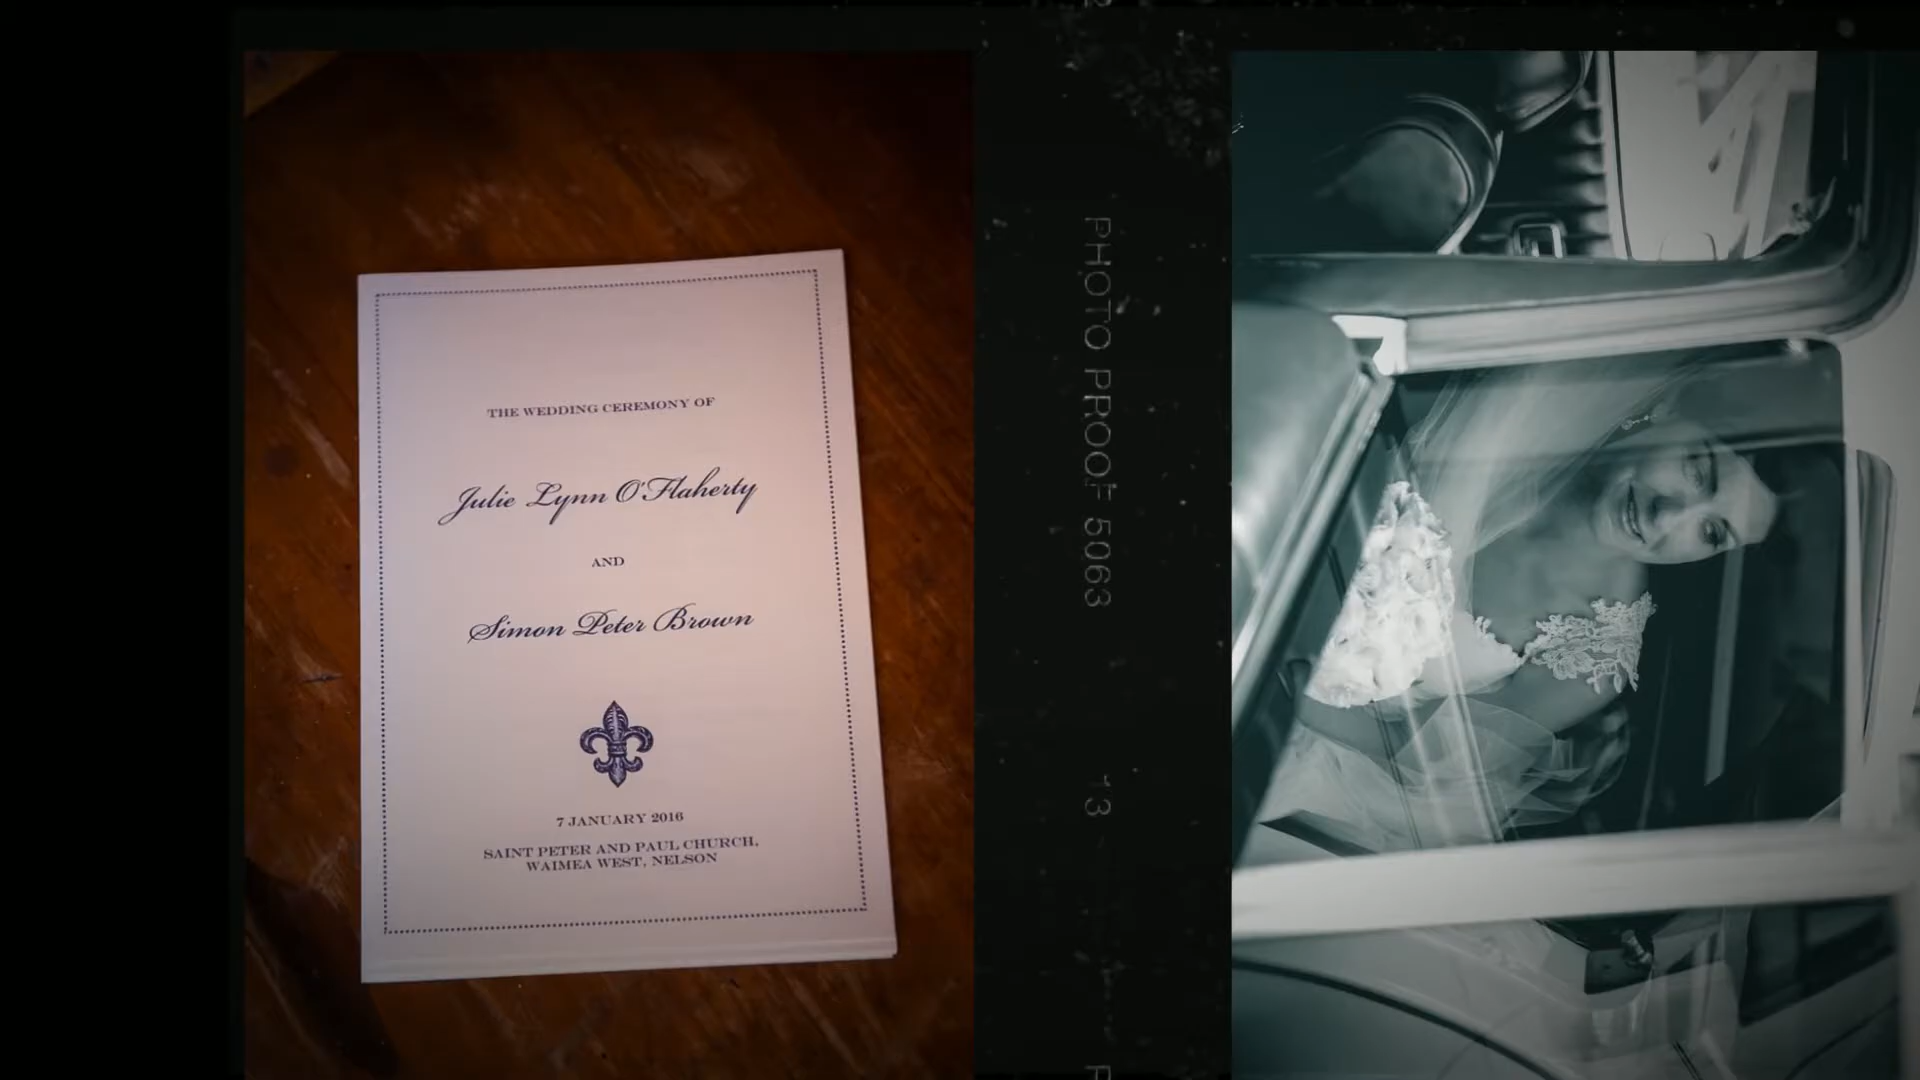 THE WEDDING CEREMONY OF
Julie Lynn O'Flaherty
AND
Simon Peter Brown
7 JANUARY 2016
SAINT PETER AND PAUL CHURCH,
WAIMEA WEST, NELSON
PHOTO PROOF 5063
13